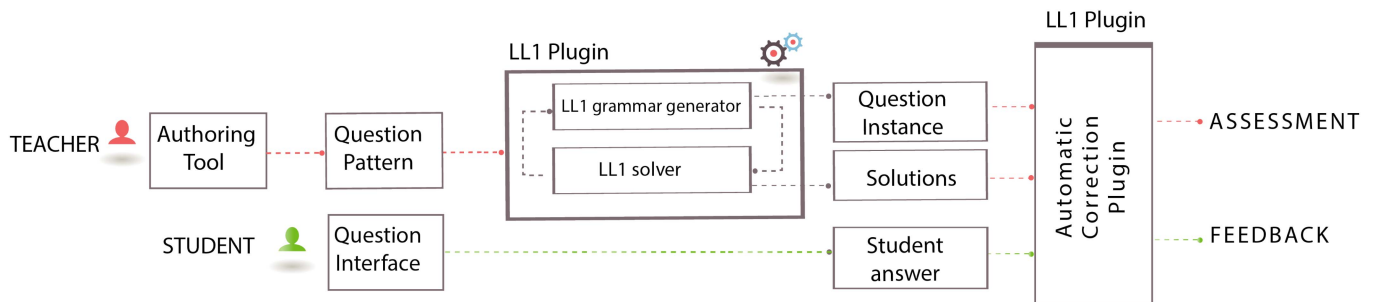 LL1 Plugin
LL1 Plugin
TEACHER
Authoring
Tool
Question
Pattern
LL1 grammar generator
LL1 solver
Question
Instance
Solutions
Automatic
Correction
Plugin
ASSESSMENT
STUDENT
Question
Interface
Student
answer
FEEDBACK